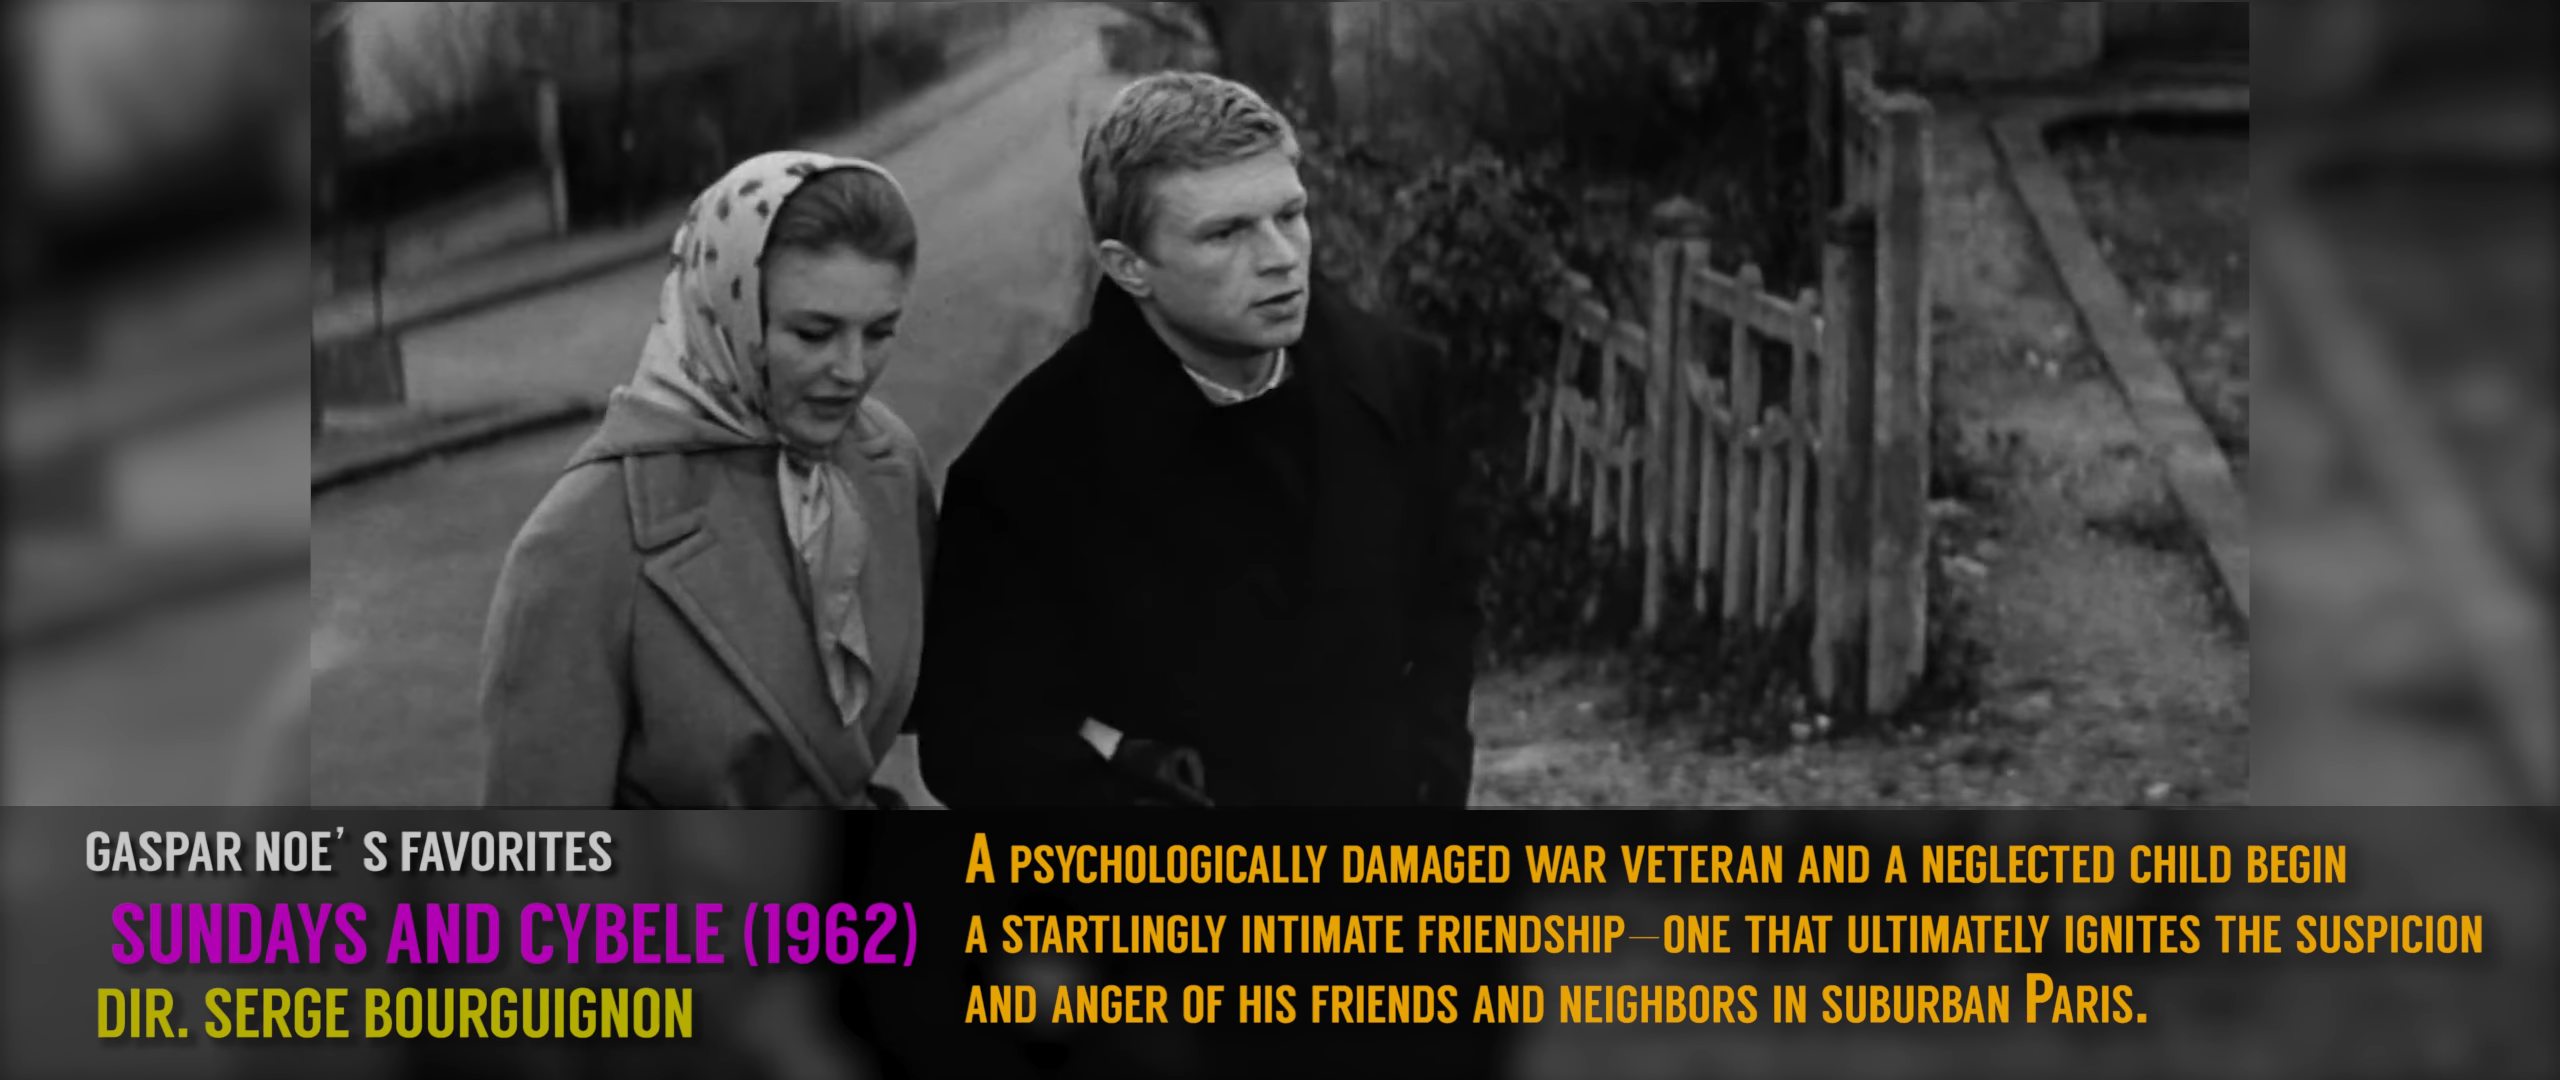 GASPAR NOE' S FAVORITES
SUNDAYS AND CYBELE (1962)
DIR. SERGE BOURGUIGNON
A PSYCHOLOGICALLY DAMAGED WAR VETERAN AND A NEGLECTED CHILD BEGIN
A STARTLINGLY INTIMATE FRIENDSHIP—ONE THAT ULTIMATELY IGNITES THE SUSPICION
AND ANGER OF HIS FRIENDS AND NEIGHBORS IN SUBURBAN PARIS.